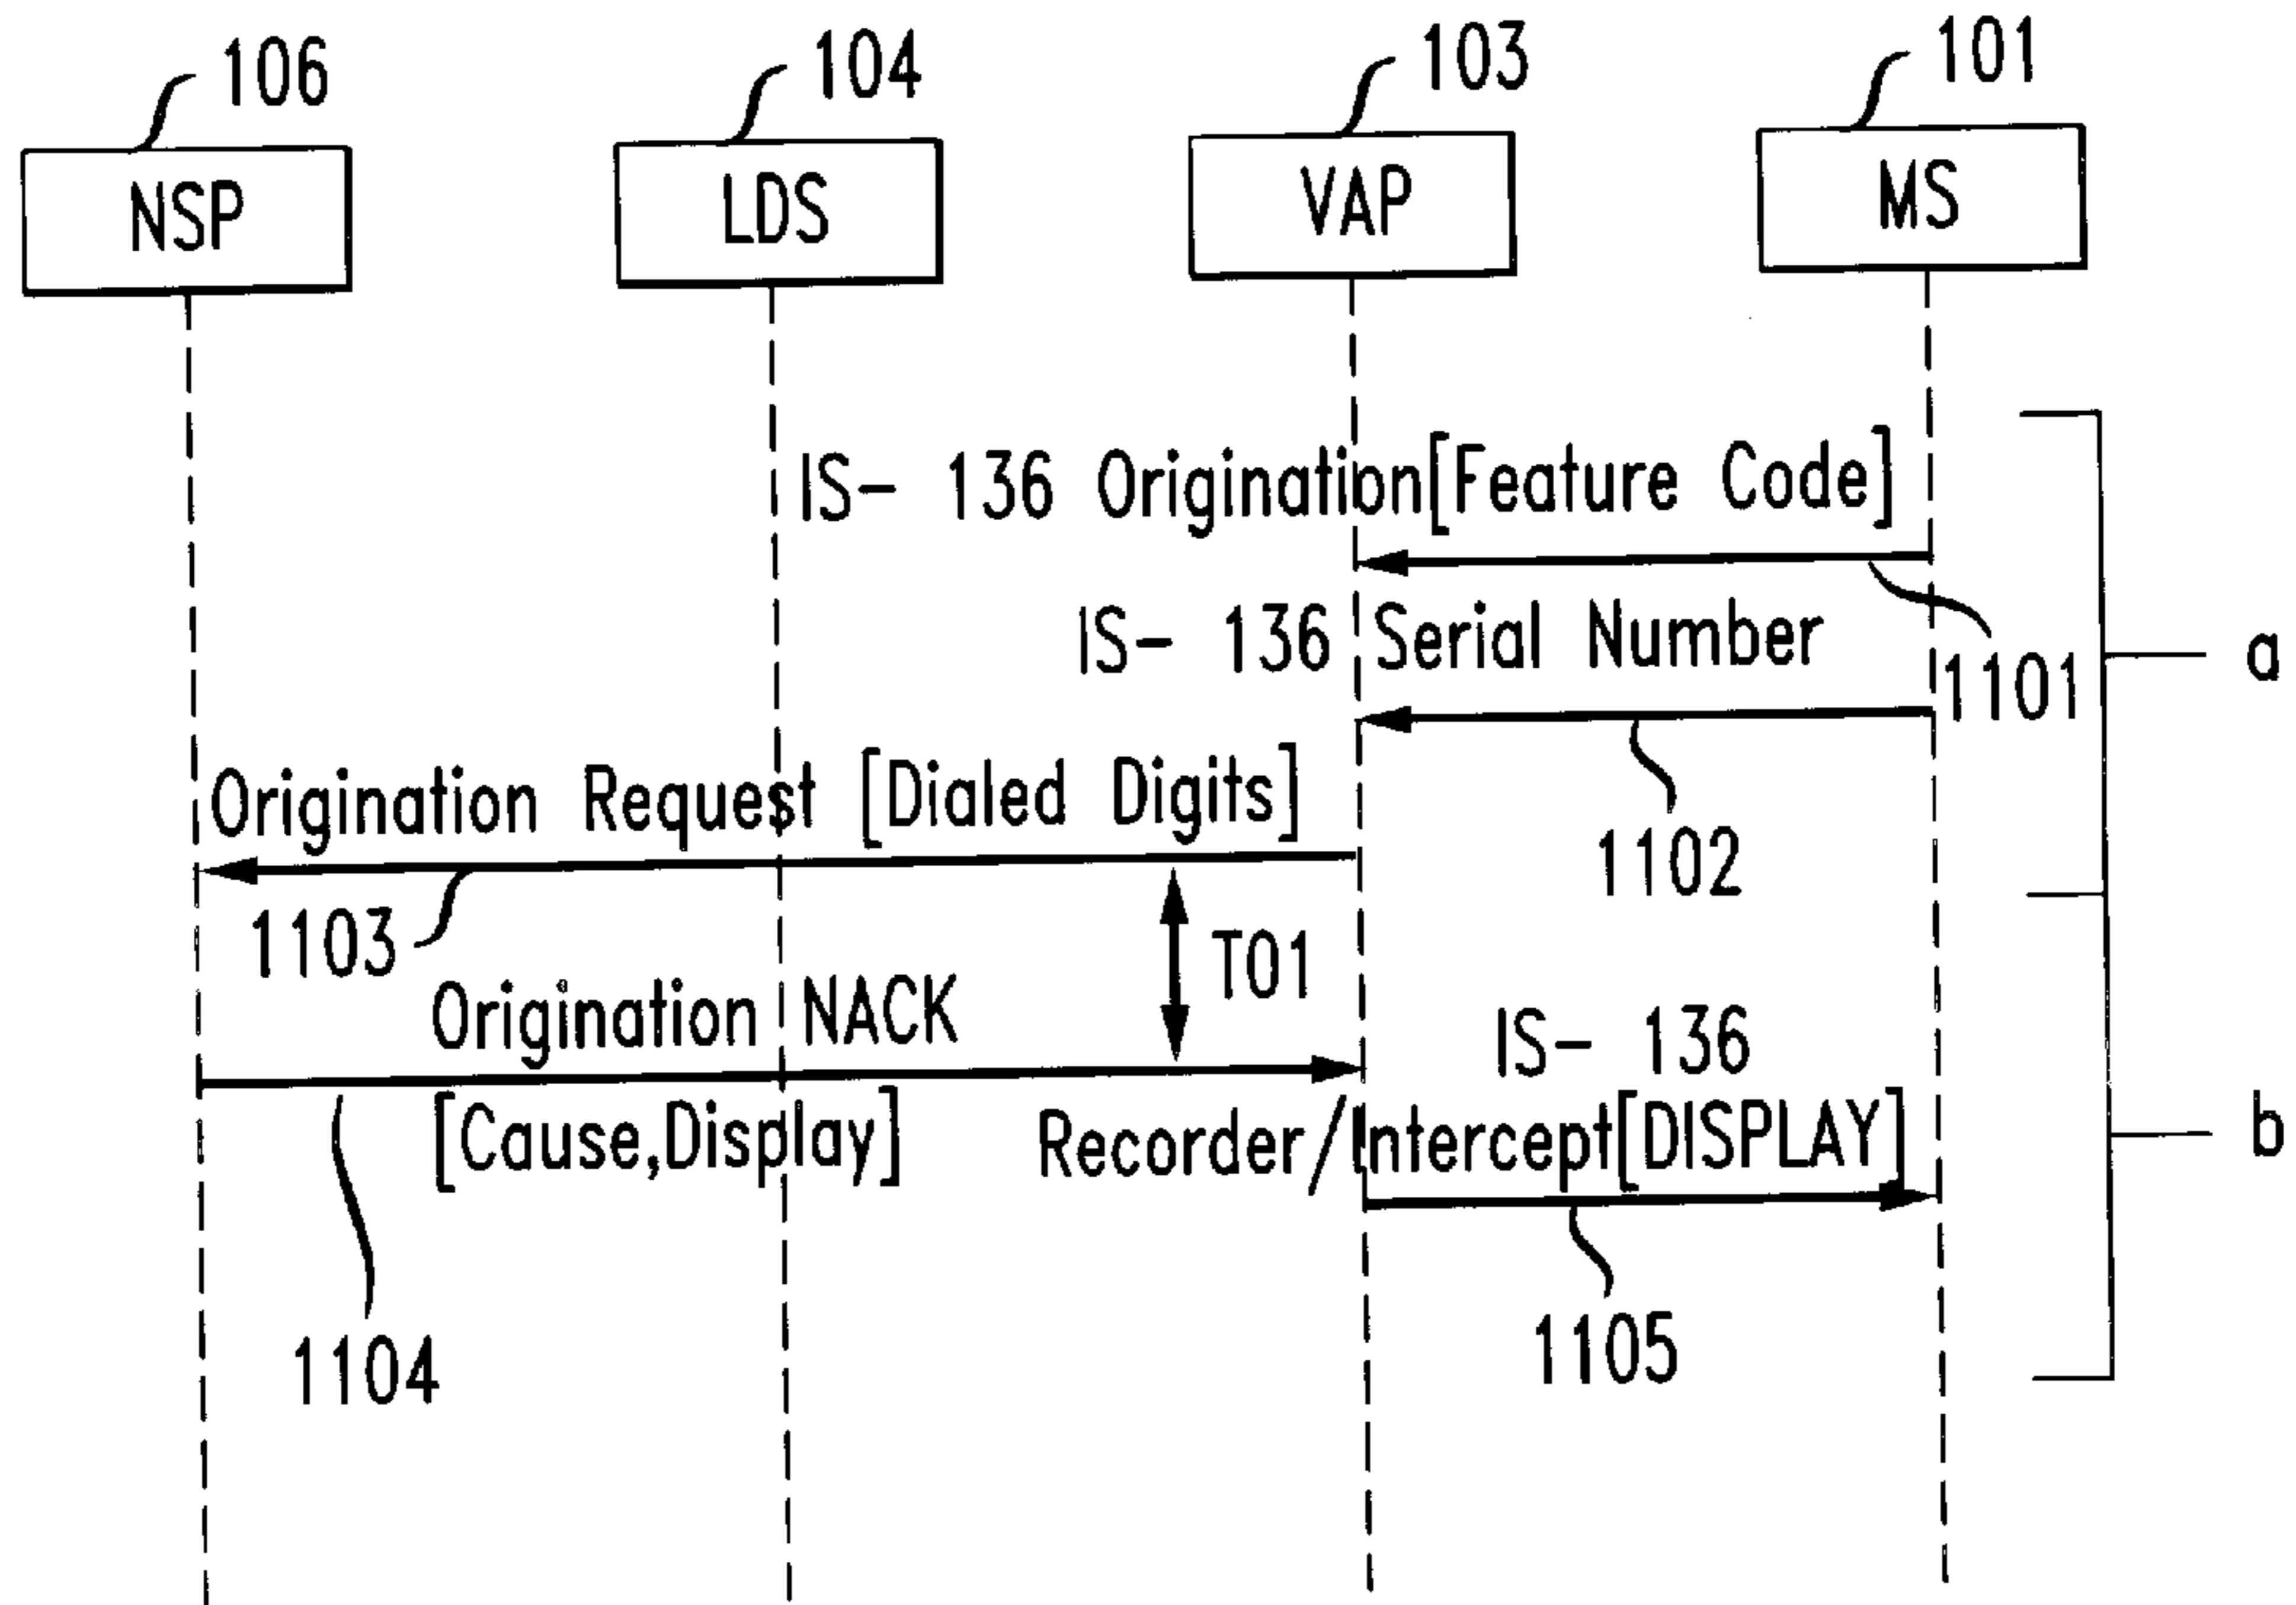 106
104
103
101
NSP
LDS
VAP
MS
IS- 136 Origination[Feature Code]
1101
IS- 136 Serial Number
a
1102
Origination Request [Dialed Digits]
1103
TO1
Origination NACK
[Cause,Display]
1104
IS- 136
Recorder/Intercept[DISPLAY]
1105
b